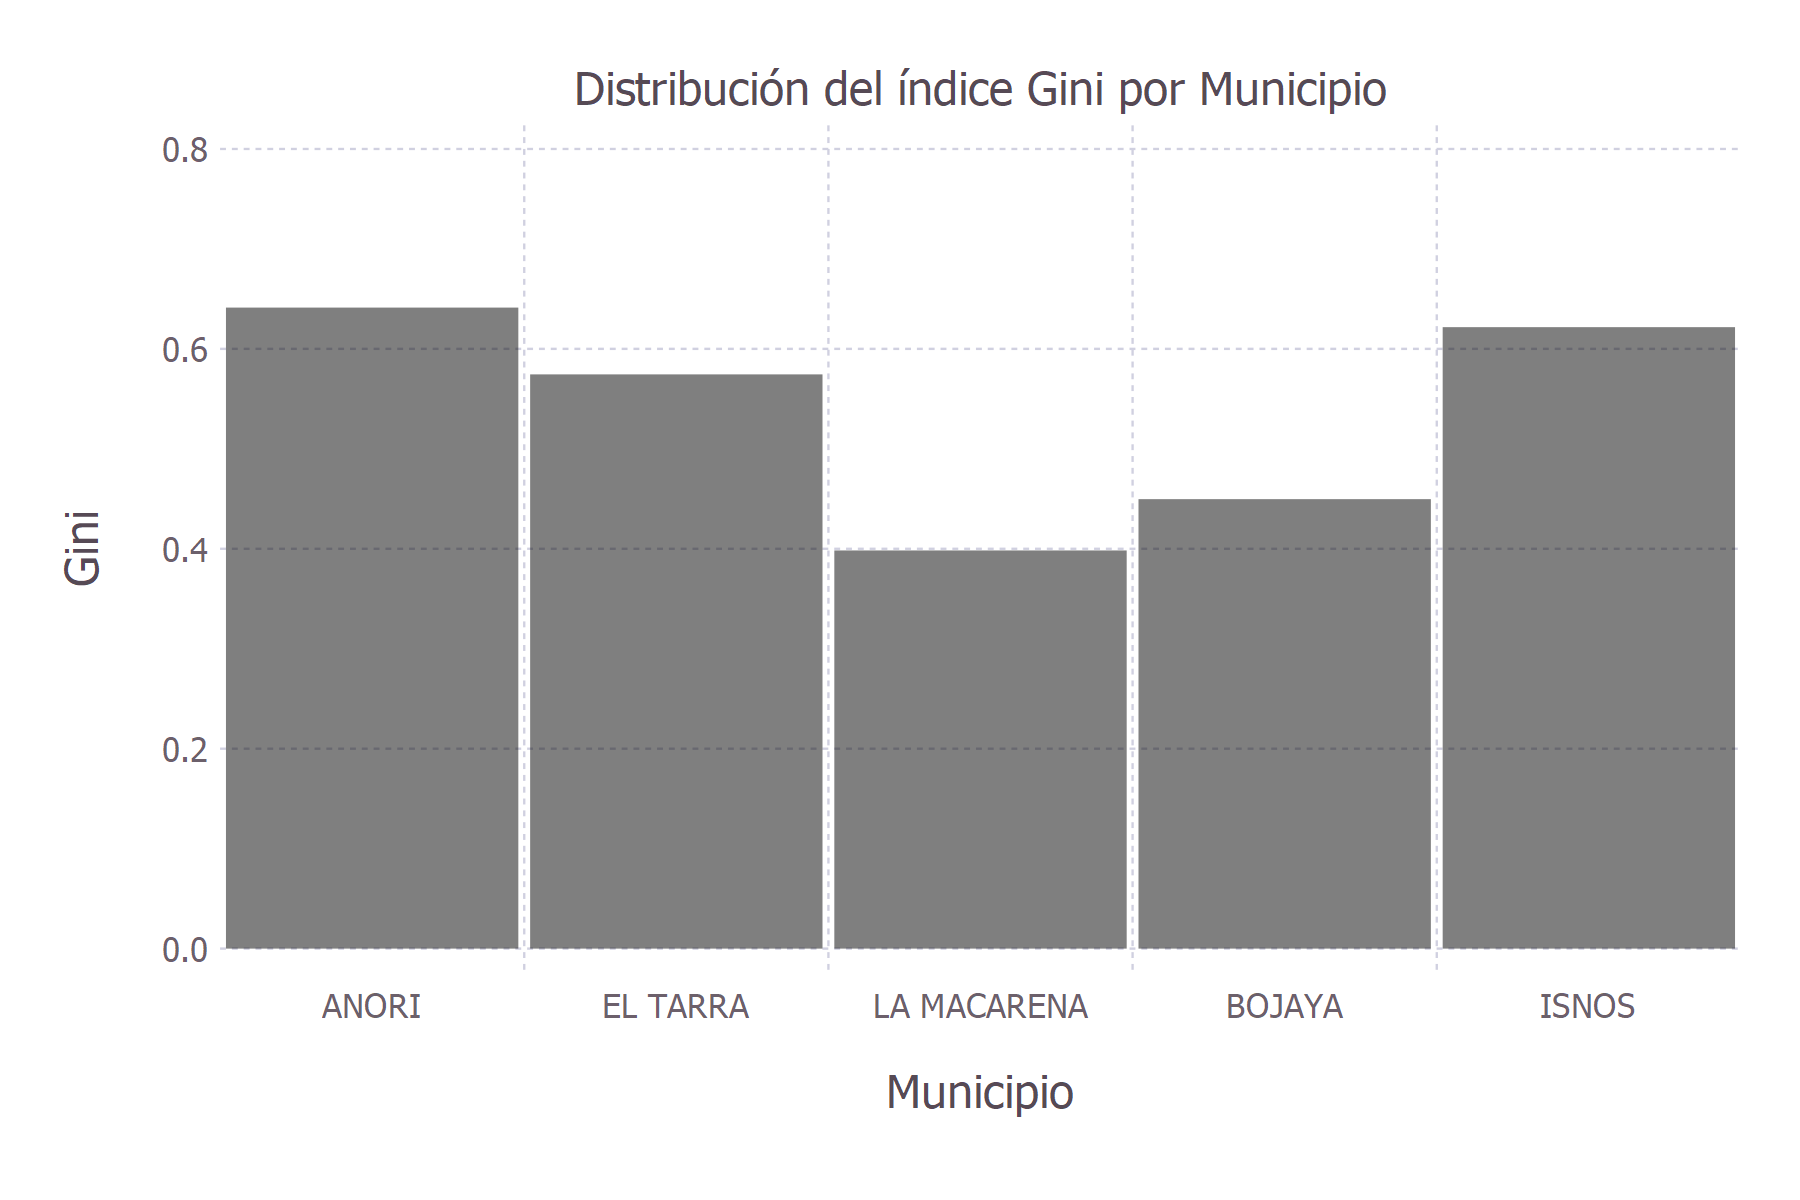 Distribución del índice Gini por Municipio
0.8
0.6
0.4
0.2
0.0
Gini
ANORI EL TARRA LA MACARENA BOJAYA ISNOS
Municipio